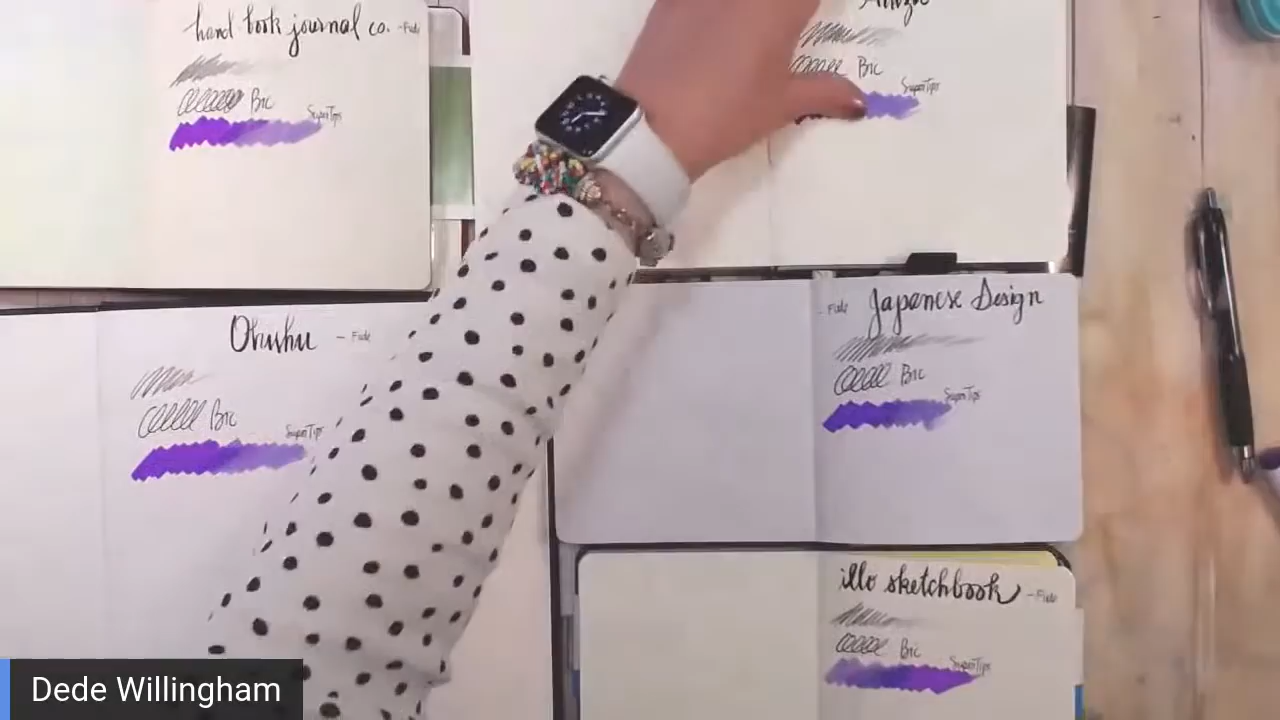 hand book journal co. - Fude
Bic
SuperTips
Bic
SuperTips
Ohuhu - Fude
Bic
SuperTips
- Fude Japanese Design
Bic
SuperTips
illo sketchbook - Fude
Bic
SuperTips
Dede Willingham